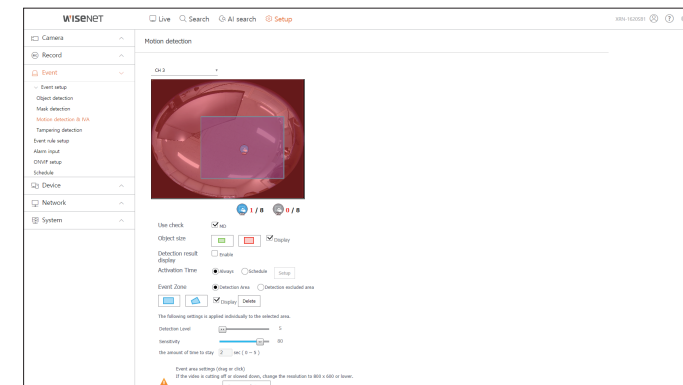 WISENET
Live Search AI search Setup
ARN-1610S01
Camera
Record
Event
Event setup
Object detection
Mask detection
Motion detection & IVA
Tampering detection
Event rule setup
Alarm input
ONVIF setup
Schedule
Device
Network
System
Motion detection
CH 3
1 / 8 0 / 8
Use check MD
Object size Display
Detection result display Enable
Activation Time Always Schedule Setup
Event Zone Detection Area Detection excluded area
Display Delete
The following settings is applied individually to the selected area.
Detection Level 5
Sensitivity 80
The amount of time to stay 2 sec ( 0 ~ 5 )
Event area settings (drag or click)
If the video is cutting off or slowed down, change the resolution to 800 x 600 or lower.